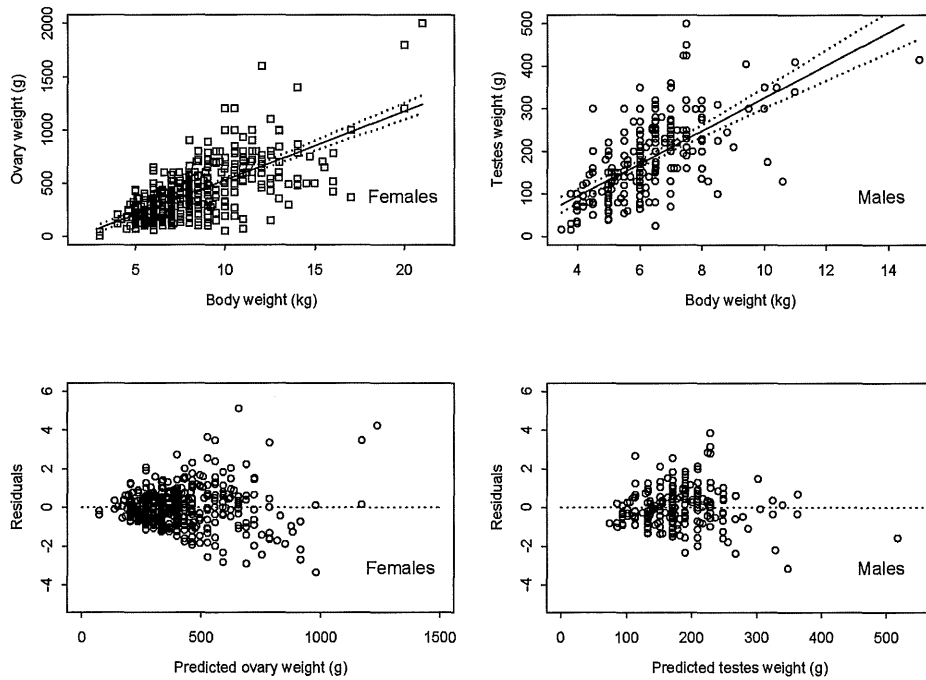 2000
1500
1000
500
0
Ovary weight (g)
Females
5 10 15 20
Body weight (kg)
500
400
300
200
100
0
Testes weight (g)
Males
4 6 8 10 12 14
Body weight (kg)
6
4
2
0
-2
-4
Residuals
Females
0 500 1000 1500
Predicted ovary weight (g)
6
4
2
0
-2
-4
Residuals
Males
0 100 200 300 400 500
Predicted testes weight (g)